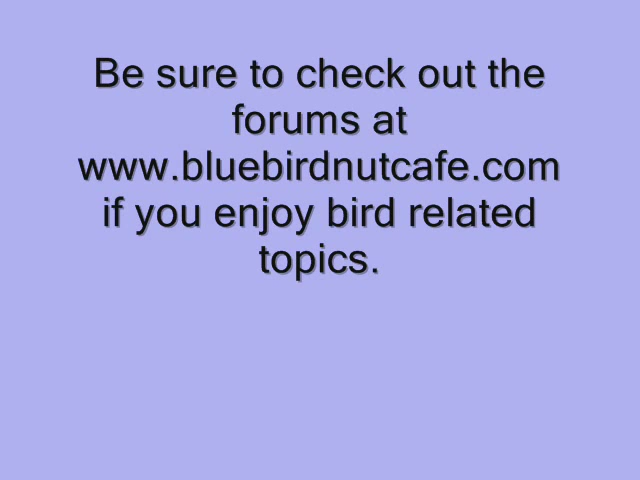 Be sure to check out the
forums at
www.bluebirdnutcafe.com
if you enjoy bird related
topics.